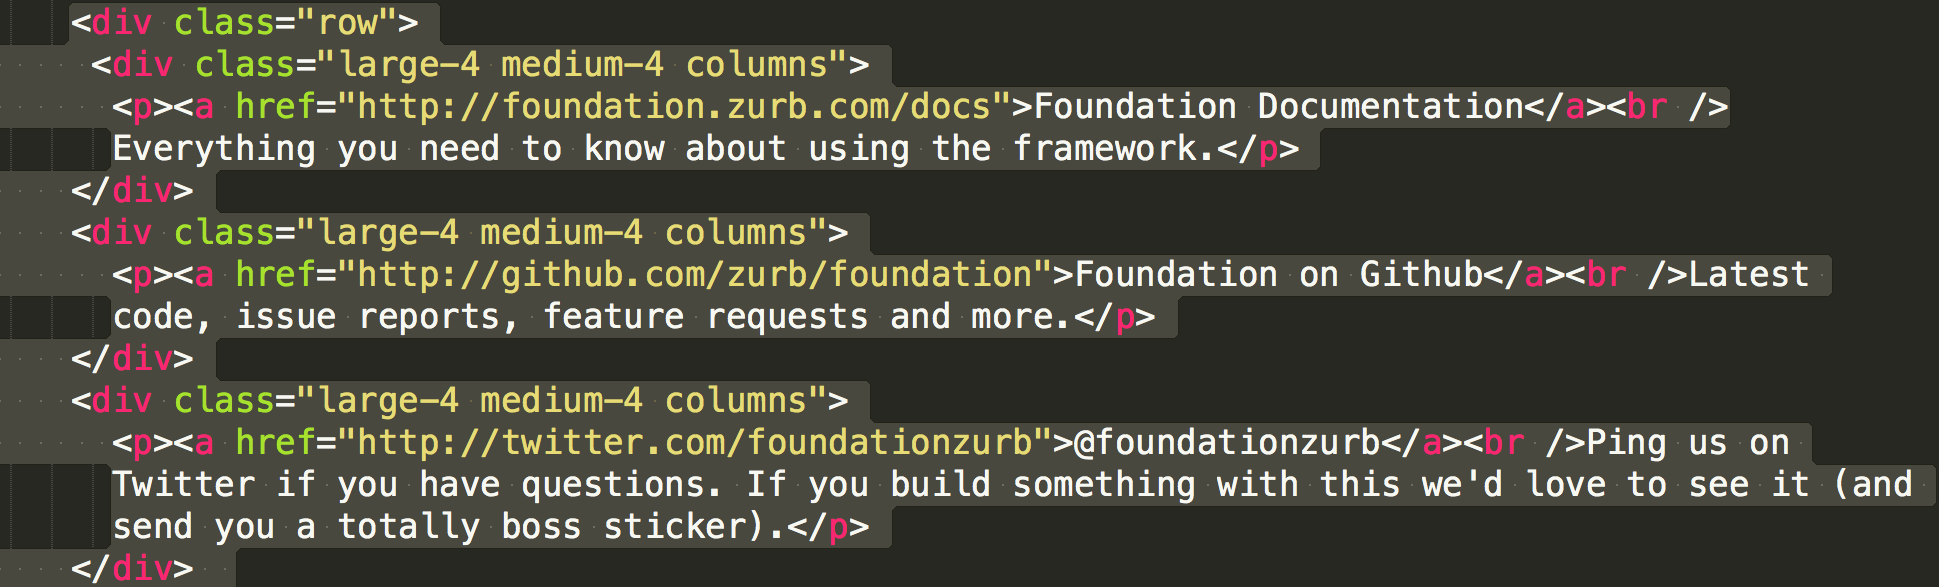 <div class="row">
<div class="large-4 medium-4 columns">
<p><a href="http://foundation.zurb.com/docs">Foundation Documentation</a><br />
Everything you need to know about using the framework.</p>
</div>
<div class="large-4 medium-4 columns">
<p><a href="http://github.com/zurb/foundation">Foundation on Github</a><br />Latest
code, issue reports, feature requests and more.</p>
</div>
<div class="large-4 medium-4 columns">
<p><a href="http://twitter.com/foundationzurb">@foundationzurb</a><br />Ping us on
Twitter if you have questions. If you build something with this we'd love to see it (and
send you a totally boss sticker).</p>
</div>